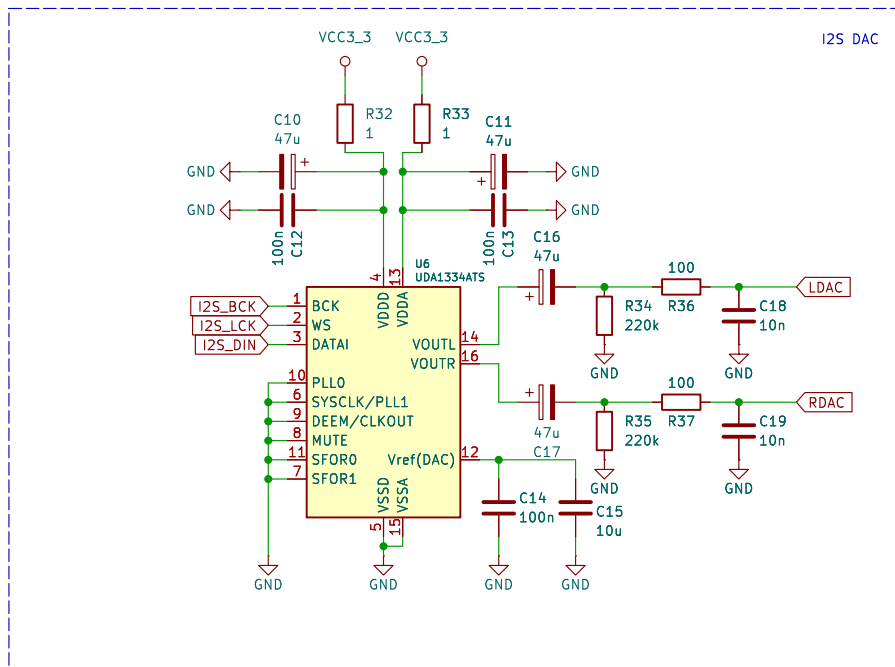 I2S DAC
VCC3_3 VCC3_3
C10
47u
R32
1
R33
1
C11
47u
+
+
GND
GND
GND
GND
100n
C12
100n
C13
C16
47u
+
U6
UDA1334ATS
4 VDDD
13 VDDA
I2S_BCK 1 BCK
I2S_LCK 2 WS
I2S_DIN 3 DATAI
10 PLL0
6 SYSCLK/PLL1
9 DEEM/CLKOUT
8 MUTE
11 SFOR0
7 SFOR1
VOUTL 14
VOUTR 16
Vref(DAC) 12
VSSD 5
VSSA 15
R34
220k
GND
100
R36
C18
10n
GND
LDAC
+
47u
C17
R35
220k
GND
100
R37
C19
10n
GND
RDAC
C14
100n
C15
10u
GND
GND
GND
GND